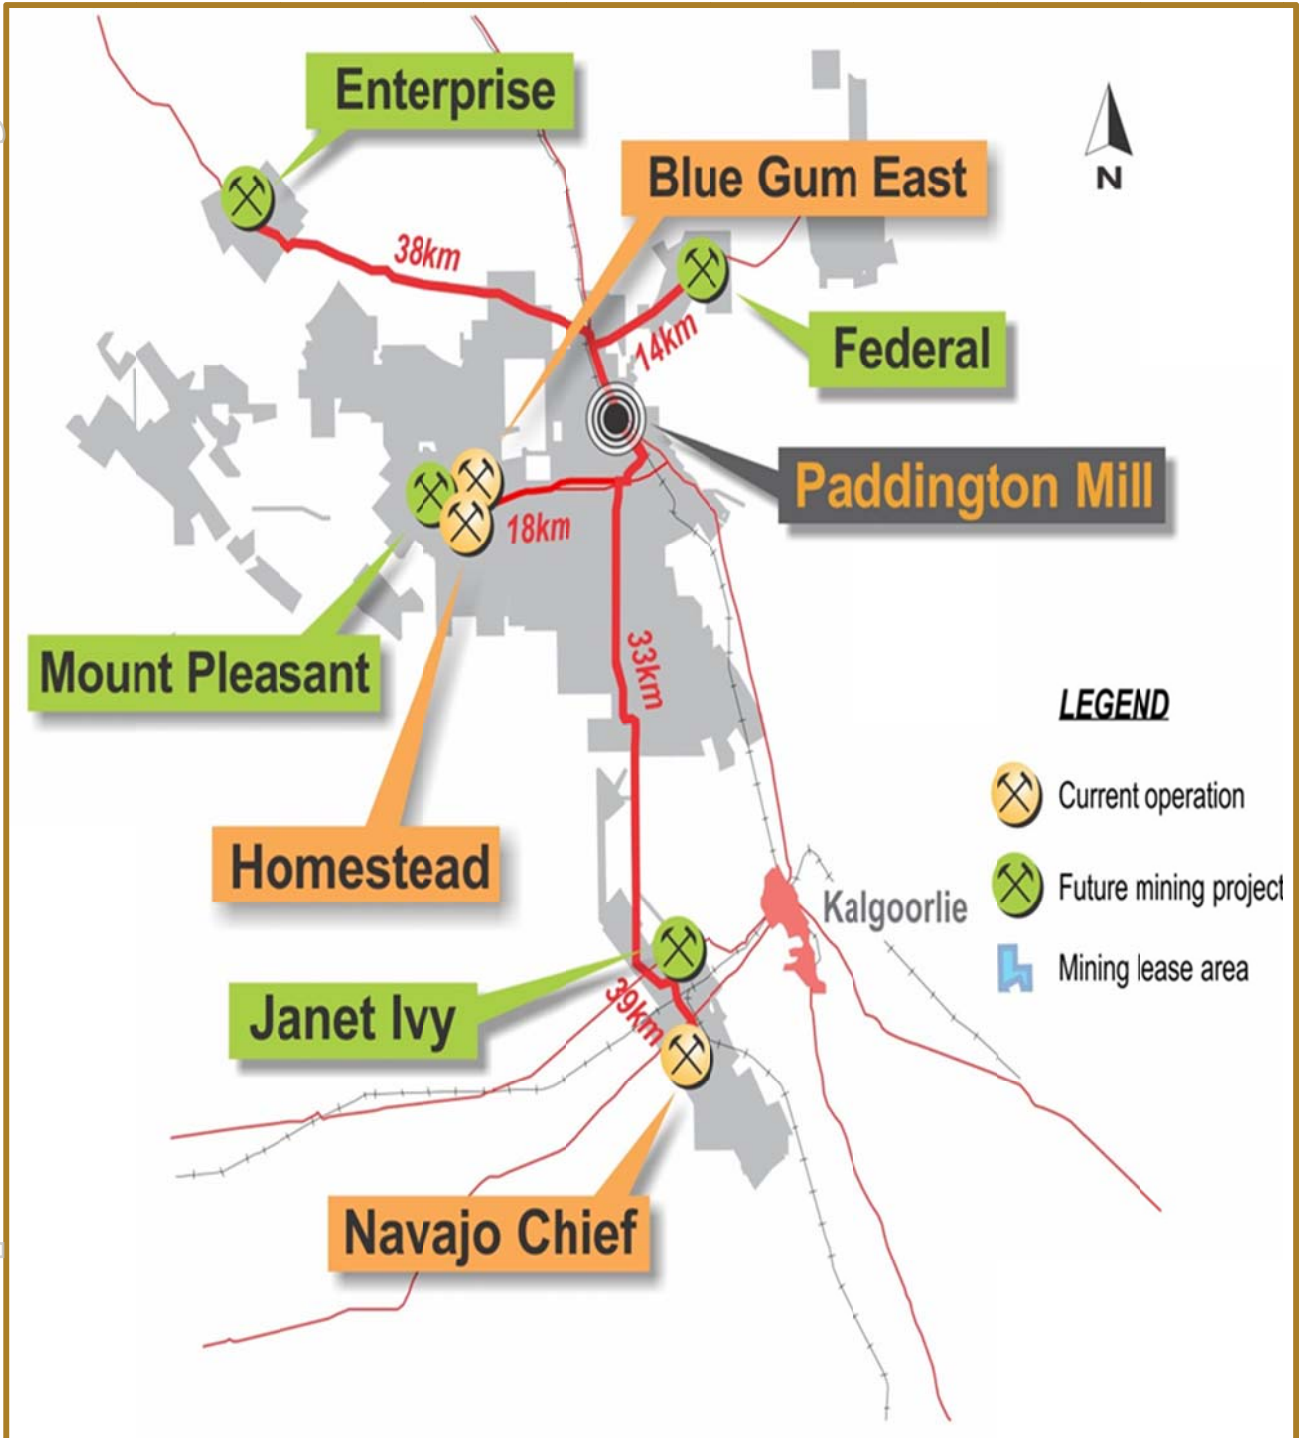 Enterprise
Blue Gum East
N
38km
14km
Federal
Paddington Mill
18km
Mount Pleasant
33km
LEGEND
Current operation
Homestead
Future mining project
Kalgoorlie
Mining lease area
Janet Ivy
39km
Navajo Chief